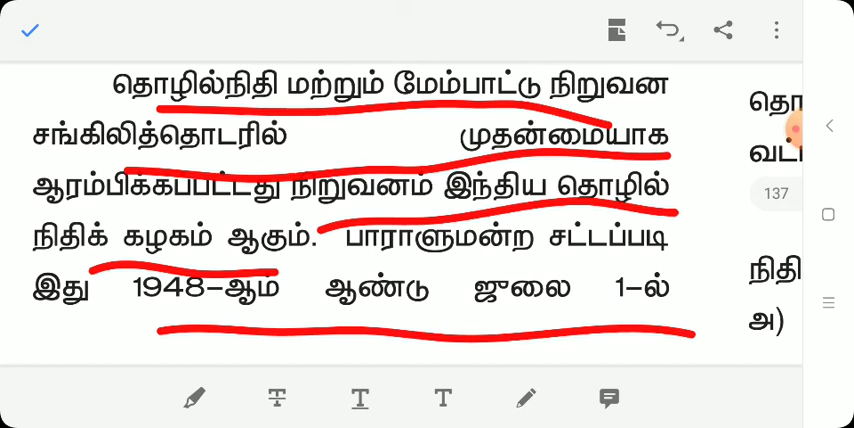 தொழில்நிதி மற்றும் மேம்பாட்டு நிறுவன
சங்கிலித்தொடரில் முதன்மையாக
ஆரம்பிக்கப்பட்டது நிறுவனம் இந்திய தொழில்
நிதிக் கழகம் ஆகும். பாராளுமன்ற சட்டப்படி
இது 1948-ஆம் ஆண்டு ஜுலை 1-ல்
137
நிதி
அ)
T
T
T